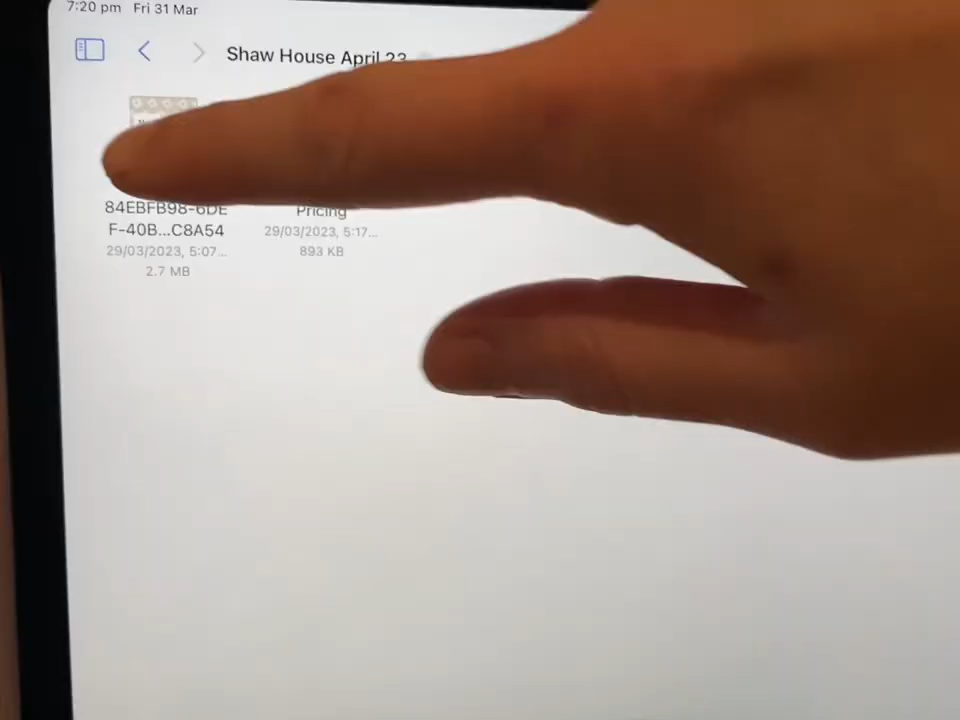 7:20 pm Fri 31 Mar
Shaw House April 23
84EBFB98-6DE
F-40B...C8A54
29/03/2023, 5:07...
2.7 MB
Pricing
29/03/2023, 5:17...
893 KB